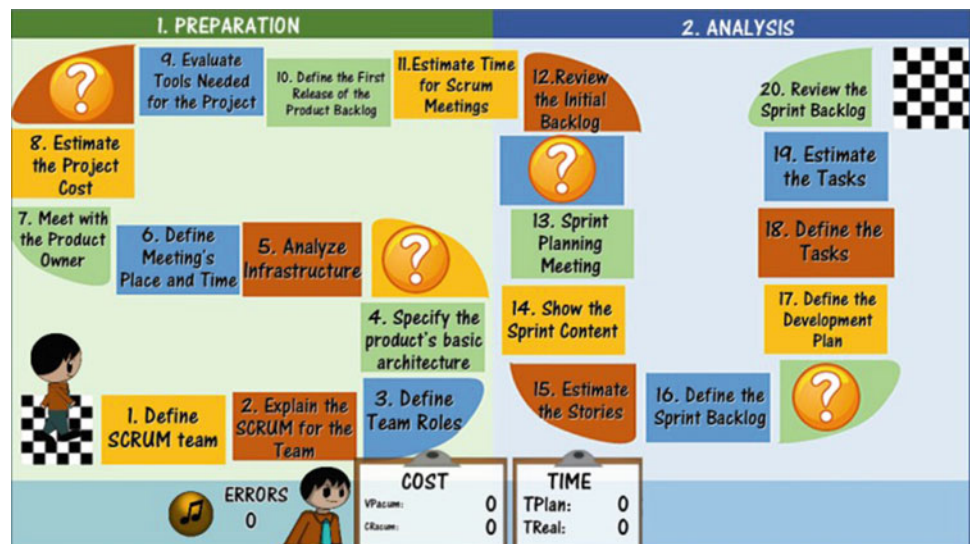 1. PREPARATION
2. ANALYSIS
?
9. Evaluate
Tools Needed
for the Project
10. Define the First
Release of the
Product Backlog
11.Estimate Time
for Scrum
Meetings
12.Review
the Initial
Backlog
20. Review the
Sprint Backlog
8. Estimate
the Project
Cost
?
19. Estimate
the Tasks
7. Meet with
the Product
Owner
6. Define
Meeting's
Place and Time
5. Analyze
Infrastructure
?
13. Sprint
Planning
Meeting
18. Define the
Tasks
4. Specify the
product's basic
architecture
14. Show the
Sprint Content
17. Define the
Development
Plan
1. Define
SCRUM team
2. Explain the
SCRUM for the
Team
3. Define
Team Roles
15. Estimate
the Stories
16. Define the
Sprint Backlog
?
ERRORS
0
COST
VPacum: 0
CRacum: 0
TIME
TPlan: 0
TReal: 0